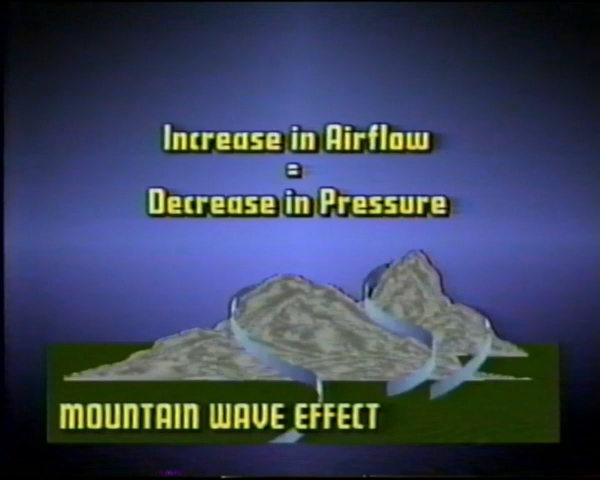 Increase in Airflow
=
Decrease in Pressure
MOUNTAIN WAVE EFFECT